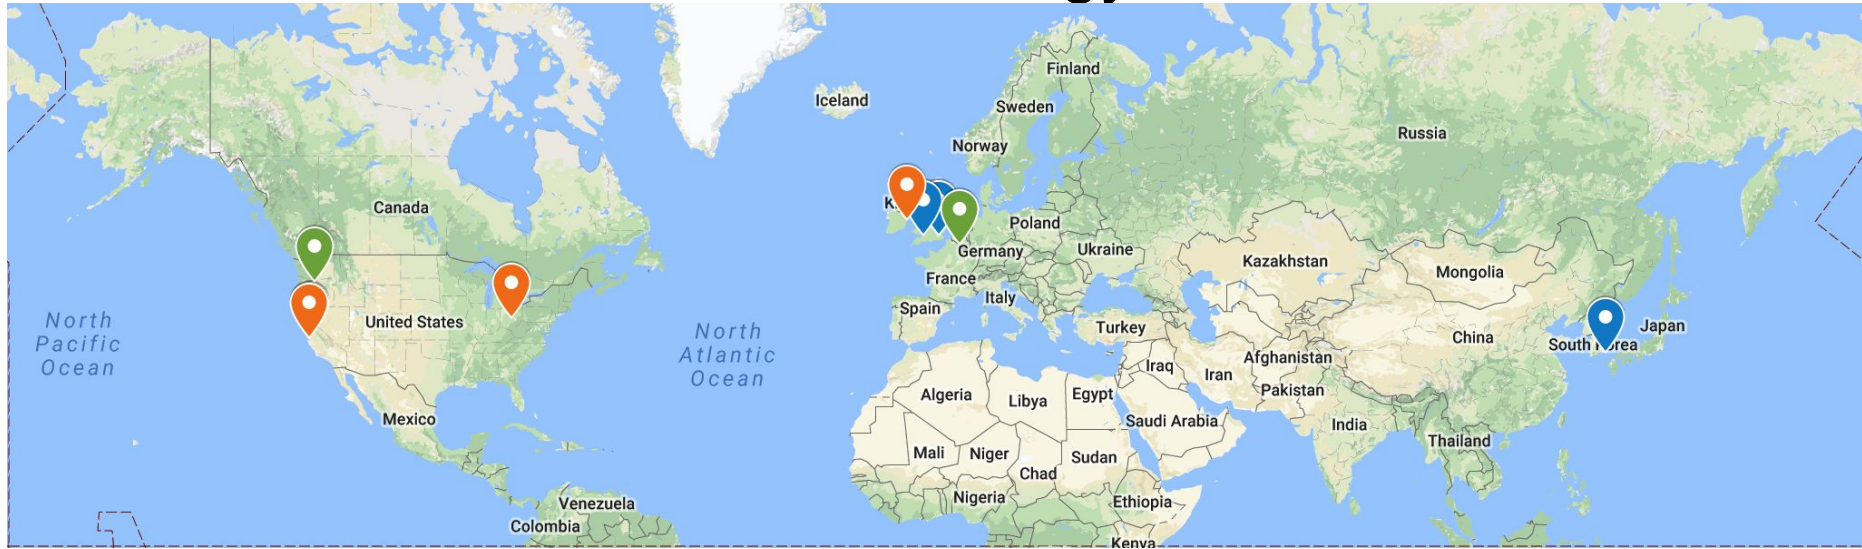 Finland
Iceland
Sweden
Russia
Norway
Canada
Poland
Germany
Ukraine
Kazakhstan
Mongolia
France
Italy
Spain
North
Pacific
Ocean
United States
North
Atlantic
Ocean
Turkey
Japan
China
South Korea
Afghanistan
Iraq
Iran
Pakistan
Algeria
Libya
Egypt
Saudi Arabia
Mexico
India
Thailand
Mali
Niger
Sudan
Chad
Nigeria
Ethiopia
Venezuela
Colombia
Kenya